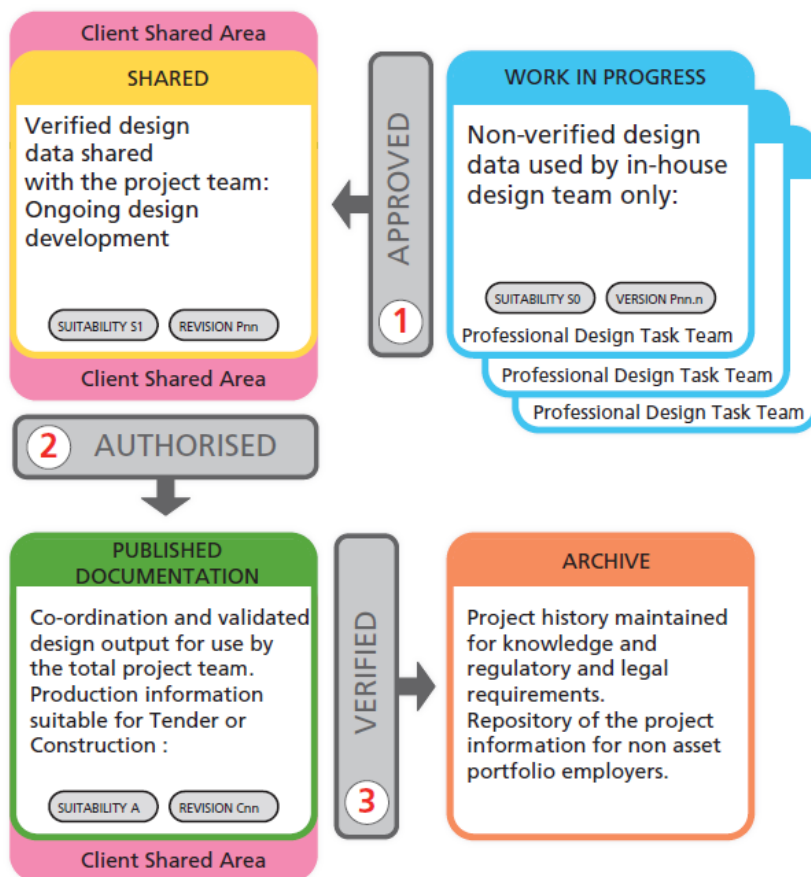 Client Shared Area
SHARED
Verified design
data shared
with the project team:
Ongoing design
development
SUITABILITY S1
REVISION Pnn
Client Shared Area
APPROVED
1
WORK IN PROGRESS
Non-verified design
data used by in-house
design team only:
SUITABILITY S0
VERSION Pnn.n
Professional Design Task Team
Professional Design Task Team
Professional Design Task Team
2
AUTHORISED
PUBLISHED
DOCUMENTATION
Co-ordination and validated
design output for use by
the total project team.
Production information
suitable for Tender or
Construction :
SUITABILITY A
REVISION Cnn
Client Shared Area
VERIFIED
3
ARCHIVE
Project history maintained
for knowledge and
regulatory and legal
requirements.
Repository of the project
information for non asset
portfolio employers.